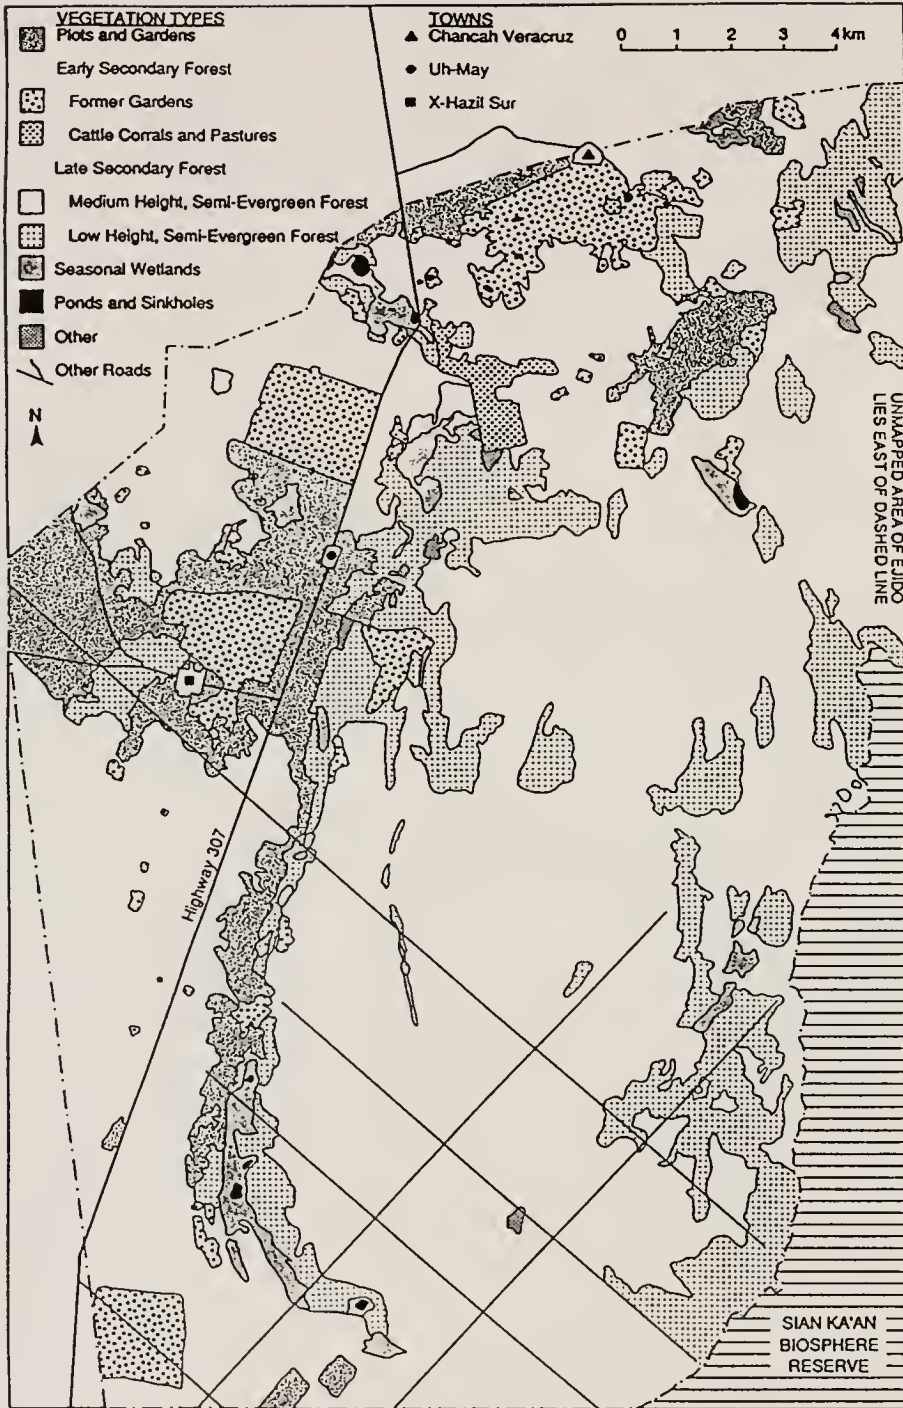 VEGETATION TYPES
Plots and Gardens
Early Secondary Forest
Former Gardens
Cattle Corrals and Pastures
Late Secondary Forest
Medium Height, Semi-Evergreen Forest
Low Height, Semi-Evergreen Forest
Seasonal Wetlands
Ponds and Sinkholes
Other
Other Roads
N
TOWNS
Chancah Veracruz
Uh-May
X-Hazil Sur
0 1 2 3 4 km
UNMAPPED AREA OF EJIDO
LIES EAST OF DASHED LINE
Highway 307
SIAN KA'AN
BIOSPHERE
RESERVE